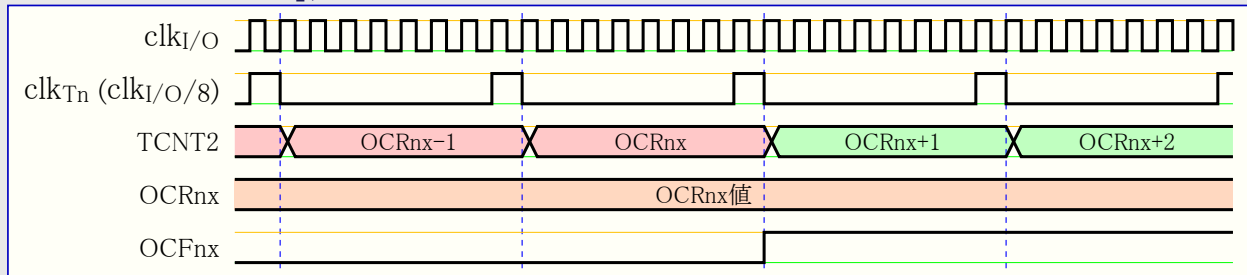 clkI/O
clkTn (clkI/O/8)
TCNT2 OCRnx-1 OCRnx OCRnx+1 OCRnx+2
OCRnx OCRnx値
OCFnx